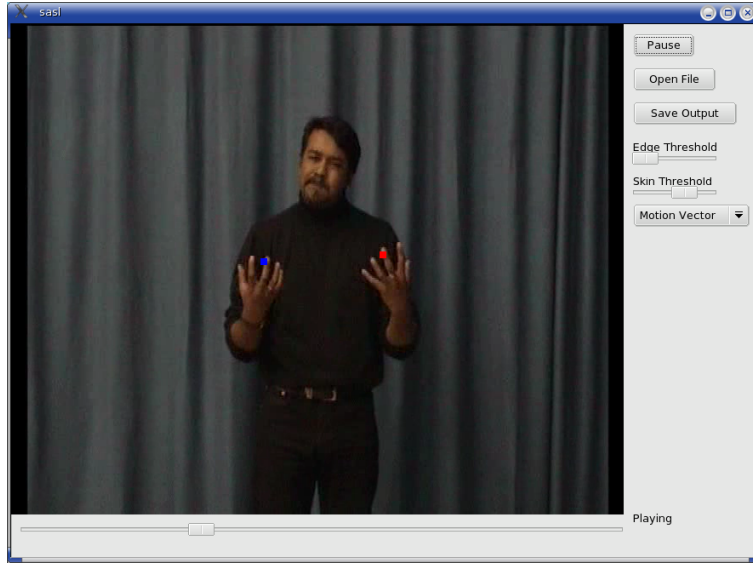 sasl
Pause
Open File
Save Output
Edge Threshold
Skin Threshold
Motion Vector
Playing